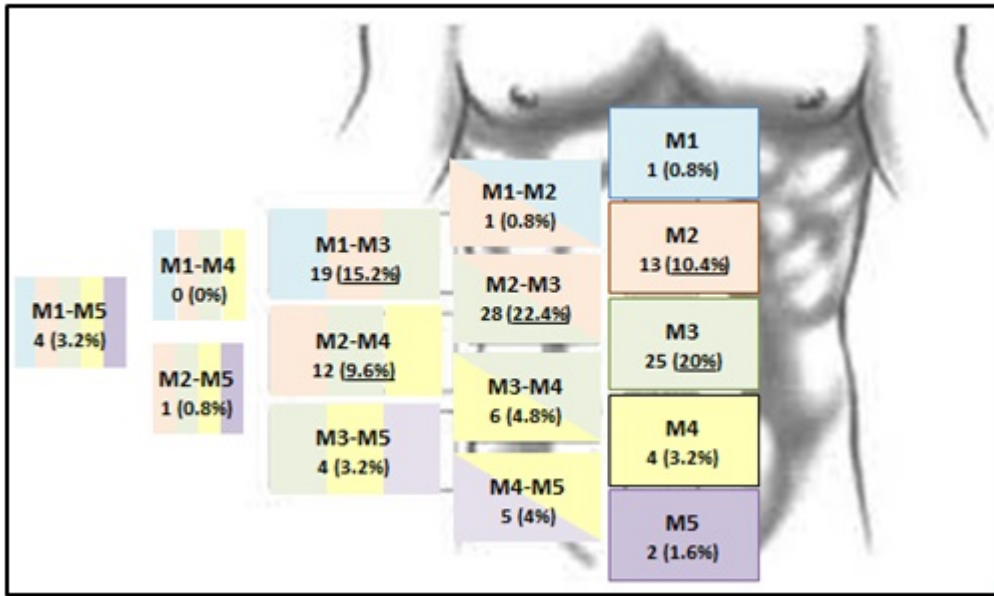 M1
1 (0.8%)
M1-M2
1 (0.8%)
M2
13 (10.4%)
M1-M3
19 (15.2%)
M1-M4
0 (0%)
M2-M3
28 (22.4%)
M1-M5
4 (3.2%)
M3
25 (20%)
M2-M4
12 (9.6%)
M2-M5
1 (0.8%)
M3-M4
6 (4.8%)
M3-M5
4 (3.2%)
M4
4 (3.2%)
M4-M5
5 (4%)
M5
2 (1.6%)